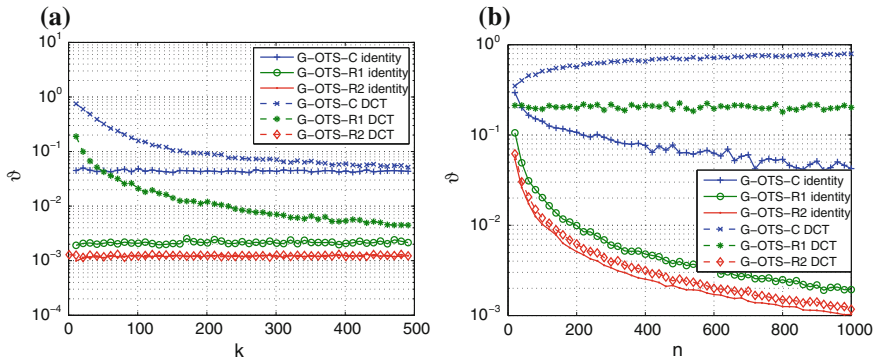 (a)
10^1
10^0
10^-1
10^-2
10^-3
10^-4
ϑ
0
100
200
300
400
500
k
G-OTS-C identity
G-OTS-R1 identity
G-OTS-R2 identity
G-OTS-C DCT
G-OTS-R1 DCT
G-OTS-R2 DCT
(b)
10^0
10^-1
10^-2
10^-3
ϑ
0
200
400
600
800
1000
n
G-OTS-C identity
G-OTS-R1 identity
G-OTS-R2 identity
G-OTS-C DCT
G-OTS-R1 DCT
G-OTS-R2 DCT